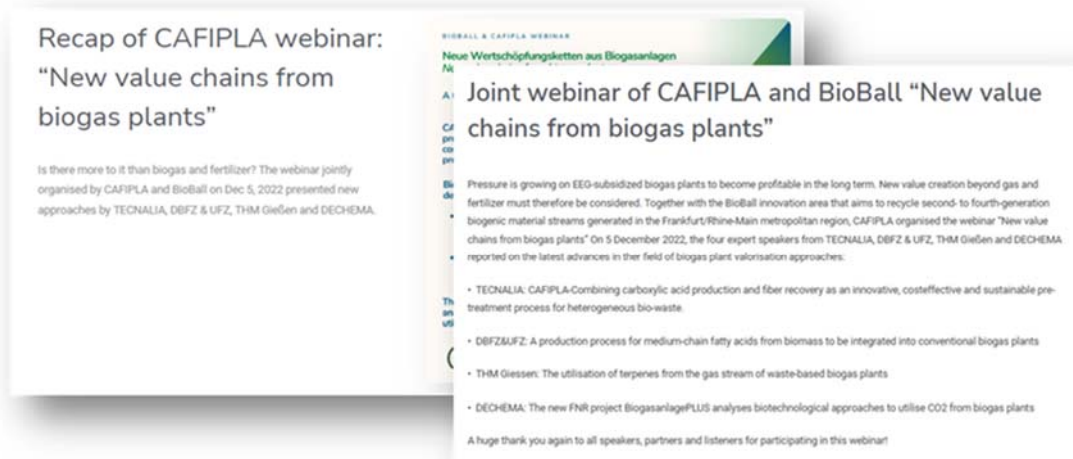 Recap of CAFIPLA webinar:
“New value chains from
biogas plants”
Is there more to it than biogas and fertilizer? The webinar jointly
organised by CAFIPLA and BioBall on Dec 5, 2022 presented new
approaches by TECNALIA, DBFZ & UFZ, THM Gießen and DECHEMA.
BIOBALL & CAFIPLA WEBINAR
Neue Wertschöpfungsketten aus Biogasanlagen
Joint webinar of CAFIPLA and BioBall “New value
chains from biogas plants”
Pressure is growing on EEG-subsidized biogas plants to become profitable in the long term. New value creation beyond gas and
fertilizer must therefore be considered. Together with the BioBall innovation area that aims to recycle second- to fourth-generation
biogenic material streams generated in the Frankfurt/Rhine-Main metropolitan region, CAFIPLA organised the webinar “New value
chains from biogas plants” On 5 December 2022, the four expert speakers from TECNALIA, DBFZ & UFZ, THM Gießen and DECHEMA
reported on the latest advances in ther field of biogas plant valorisation approaches.
• TECNALIA: CAFIPLA-Combining carboxylic acid production and fiber recovery as an innovative, costeffective and sustainable pre-
treatment process for heterogeneous bio-waste.
• DBFZ&UFZ: A production process for medium-chain fatty acids from biomass to be integrated into conventional biogas plants
• THM Giessen: The utilisation of terpenes from the gas stream of waste-based biogas plants
• DECHEMA: The new FNR project BiogasanlagePLUS analyses biotechnological approaches to utilise CO2 from biogas plants
A huge thank you again to all speakers, partners and listeners for participating in this webinar!